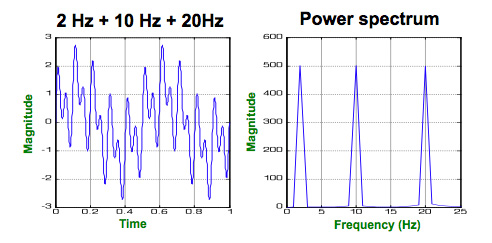 2 Hz + 10 Hz + 20Hz
Magnitude
3
2
1
0
-1
-2
-3
0 0.2 0.4 0.6 0.8 1
Time
Power spectrum
Magnitude
600
500
400
300
200
100
0
0 5 10 15 20 25
Frequency (Hz)